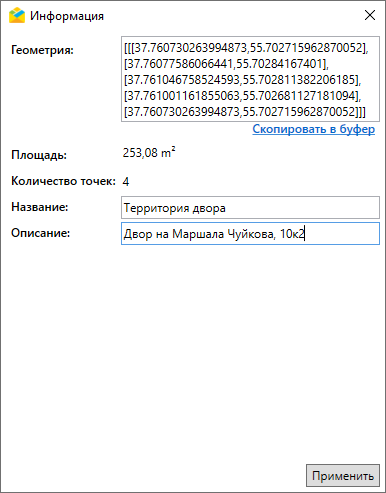 Информация
Геометрия:
[[[37.760730263994873,55.702715962870052],
[37.76077586066441,55.70284167401],
[37.761046758524593,55.702811382206185],
[37.761001161855063,55.702681127181094],
[37.760730263994873,55.702715962870052]]]
Скопировать в буфер
Площадь: 253,08 m²
Количество точек: 4
Название: Территория двора
Описание: Двор на Маршала Чуйкова, 10к2
Применить